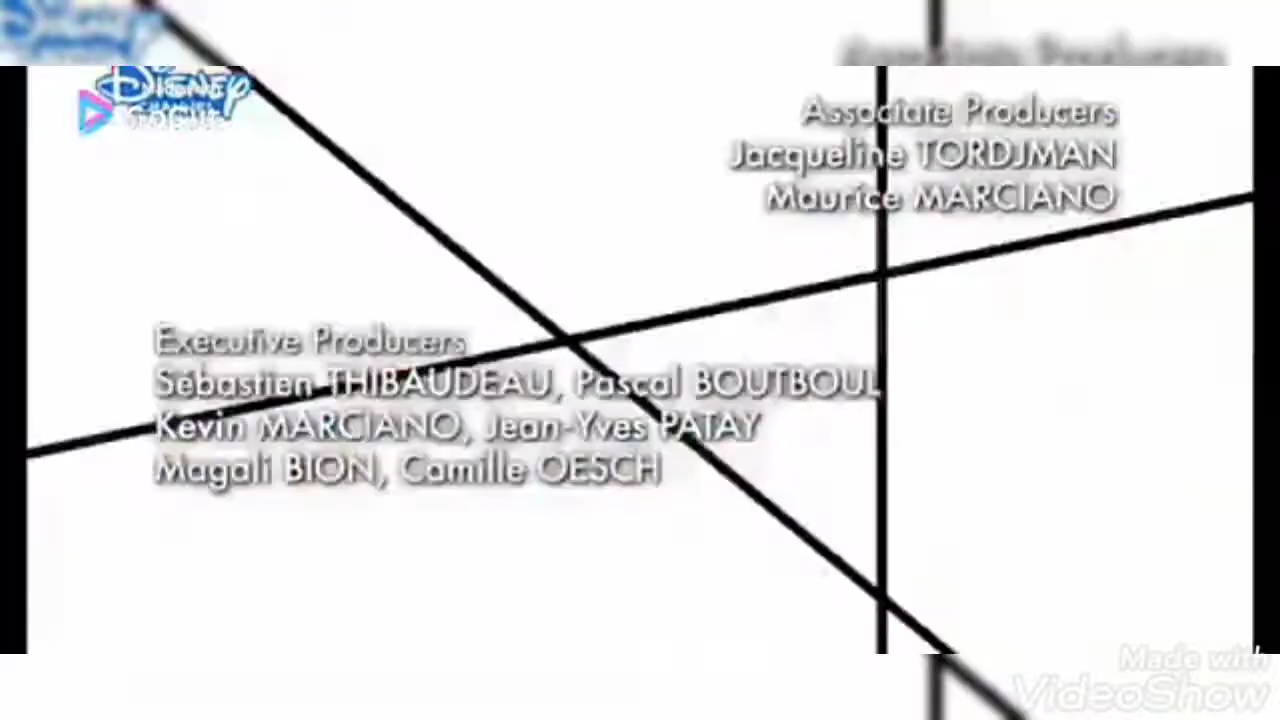 DISNEY
CHANNEL
Associate Producers
Jacqueline TORDJMAN
Maurice MARCIANO
Executive Producers
Sébastien THIBAUDEAU, Pascal BOUTBOUL
Kevin MARCIANO, Jean-Yves PATAY
Magali BION, Camille OESCH
Made with
VideoShow